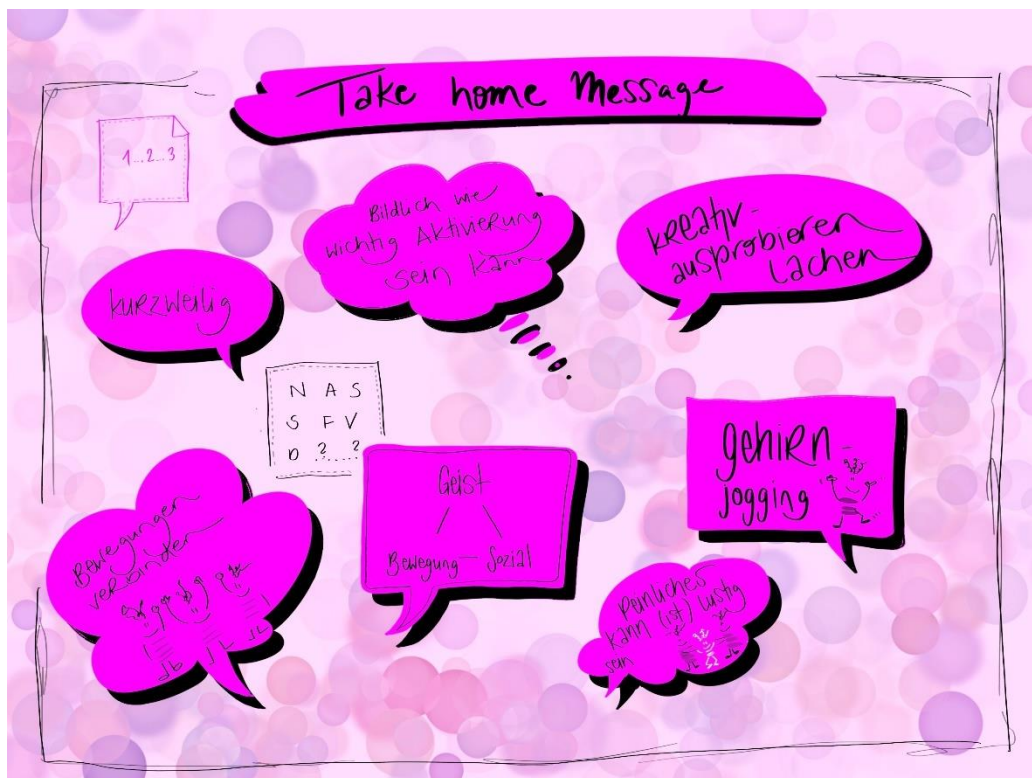 Take home Message
1...2...3
Bildlich wie
wichtig Aktivierung
sein kann
kreativ-
ausprobieren
Lachen
kurzweilig
N A S
S F V
D ?...?
gehirn-
jogging
Geist
Bewegung — Sozial
Bewegungen
verbinden
Peinliches
kann (ist) lustig
sein